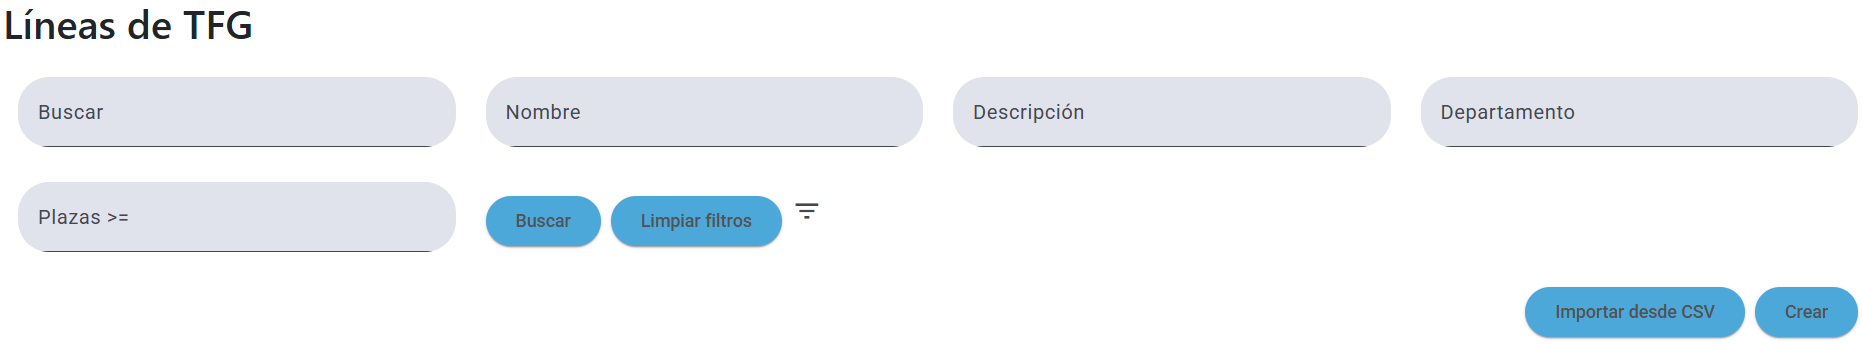 Líneas de TFG
Buscar Nombre Descripción Departamento
Plazas >= Buscar Limpiar filtros
Importar desde CSV Crear